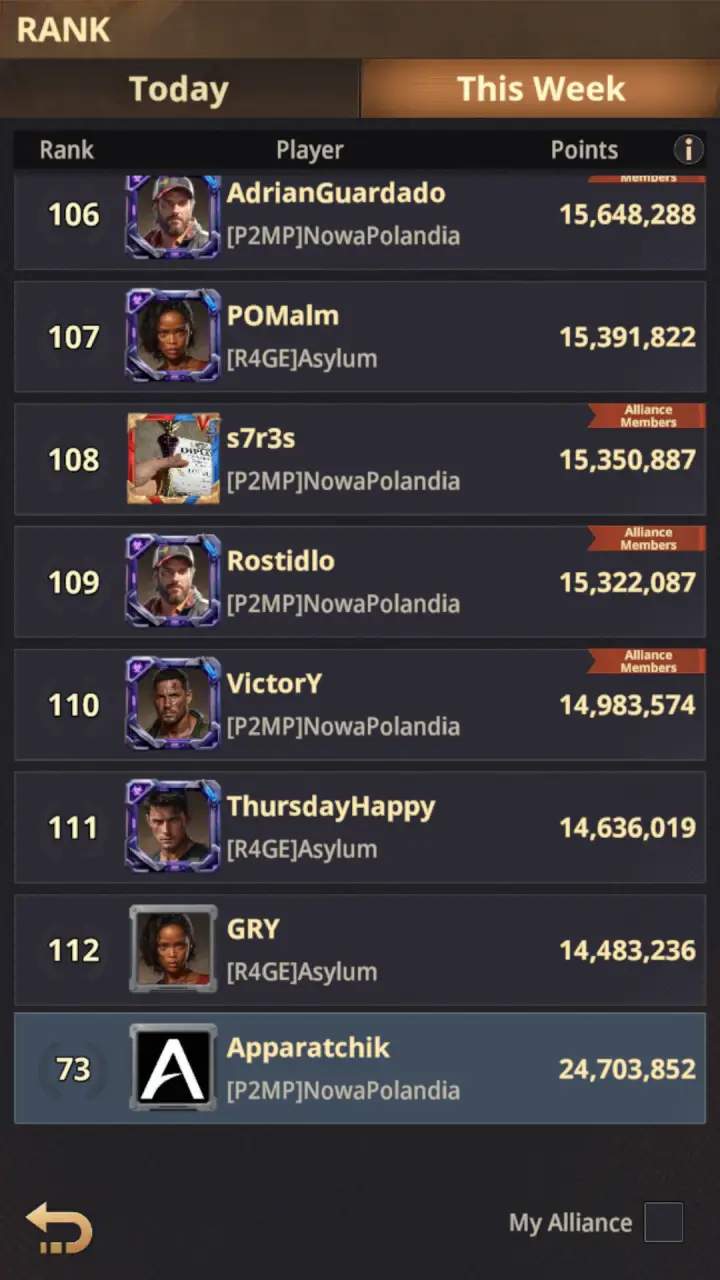 RANK
Today
This Week
Rank
Player
Points
i
Members
106
AdrianGuardado
[P2MP]NowaPolandia
15,648,288
107
POMalm
[R4GE]Asylum
15,391,822
Alliance
Members
108
s7r3s
[P2MP]NowaPolandia
15,350,887
Alliance
Members
109
Rostidlo
[P2MP]NowaPolandia
15,322,087
Alliance
Members
110
VictorY
[P2MP]NowaPolandia
14,983,574
111
ThursdayHappy
[R4GE]Asylum
14,636,019
112
GRY
[R4GE]Asylum
14,483,236
73
A
Apparatchik
[P2MP]NowaPolandia
24,703,852
My Alliance